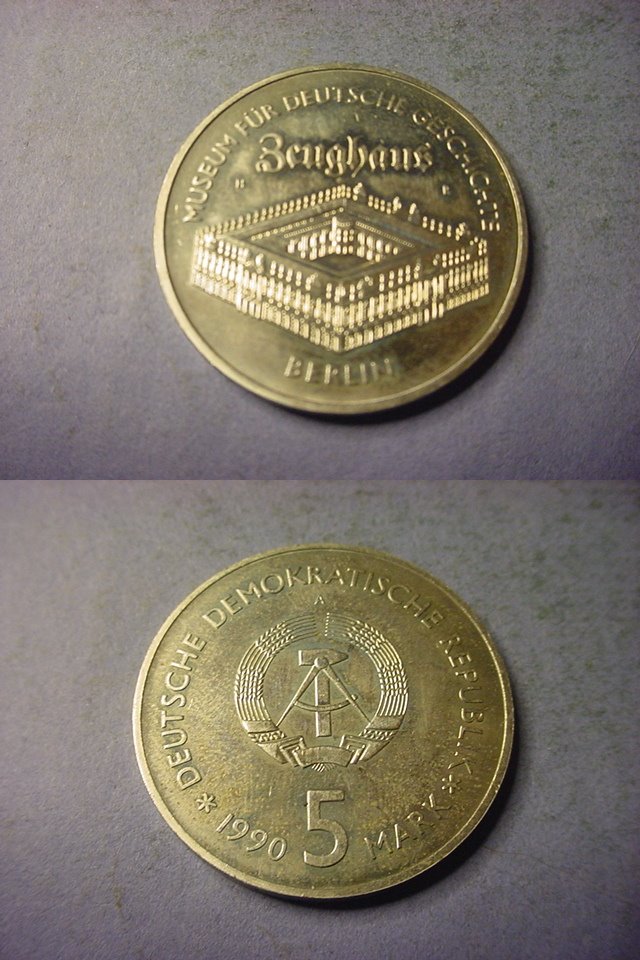 MUSEUM FÜR DEUTSCHE GESCHICHTE
Zeughaus
BERLIN
DEUTSCHE DEMOKRATISCHE REPUBLIK
A
* 1990 5 MARK *